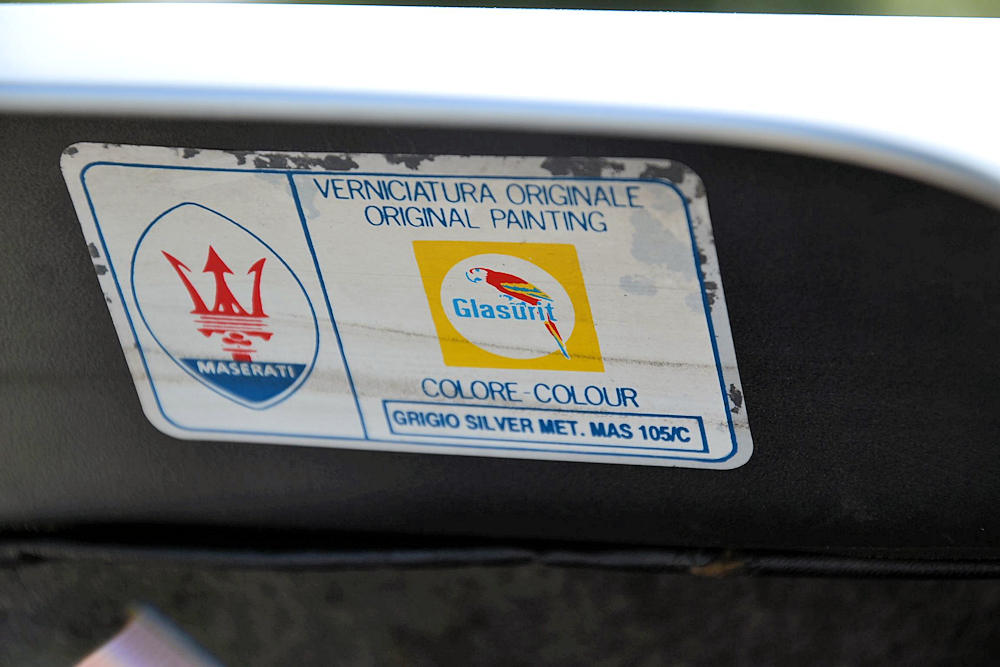 MASERATI
VERNICIATURA ORIGINALE
ORIGINAL PAINTING
Glasurit
COLORE-COLOUR
GRIGIO SILVER MET. MAS 105/C